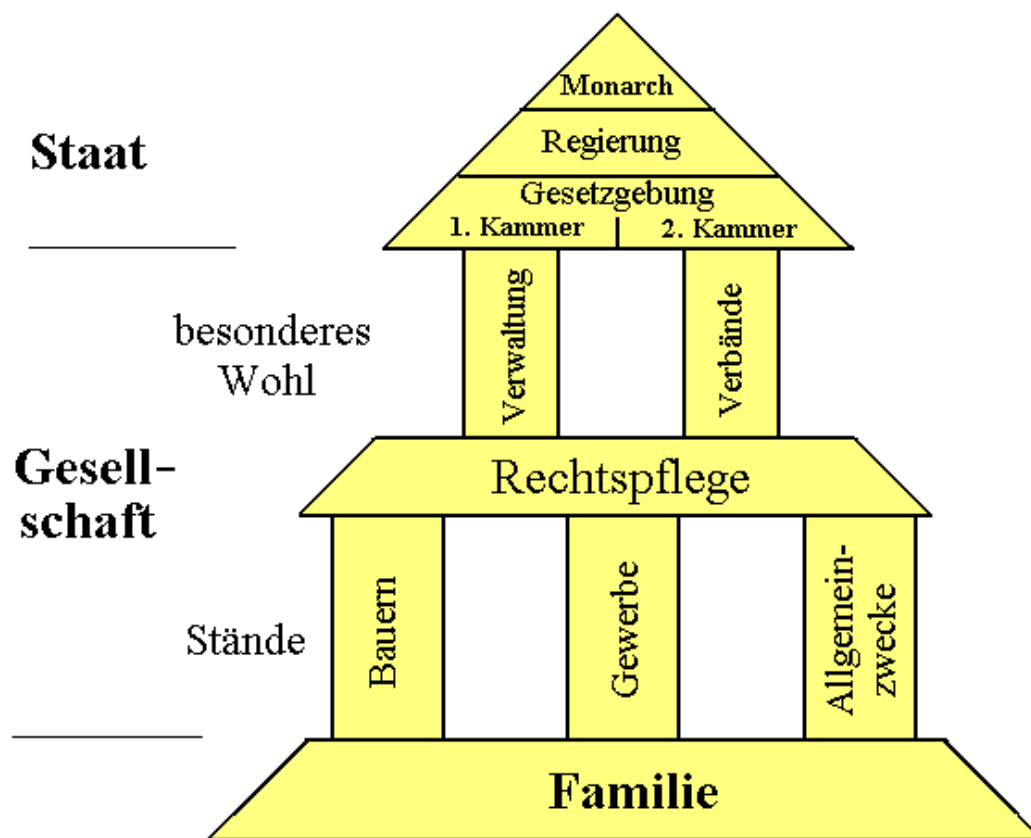 Monarch
Staat
Regierung
Gesetzgebung
1. Kammer
2. Kammer
besonderes
Wohl
Verwaltung
Verbände
Gesell-
schaft
Rechtspflege
Stände
Bauern
Gewerbe
Allgemein-
zwecke
Familie